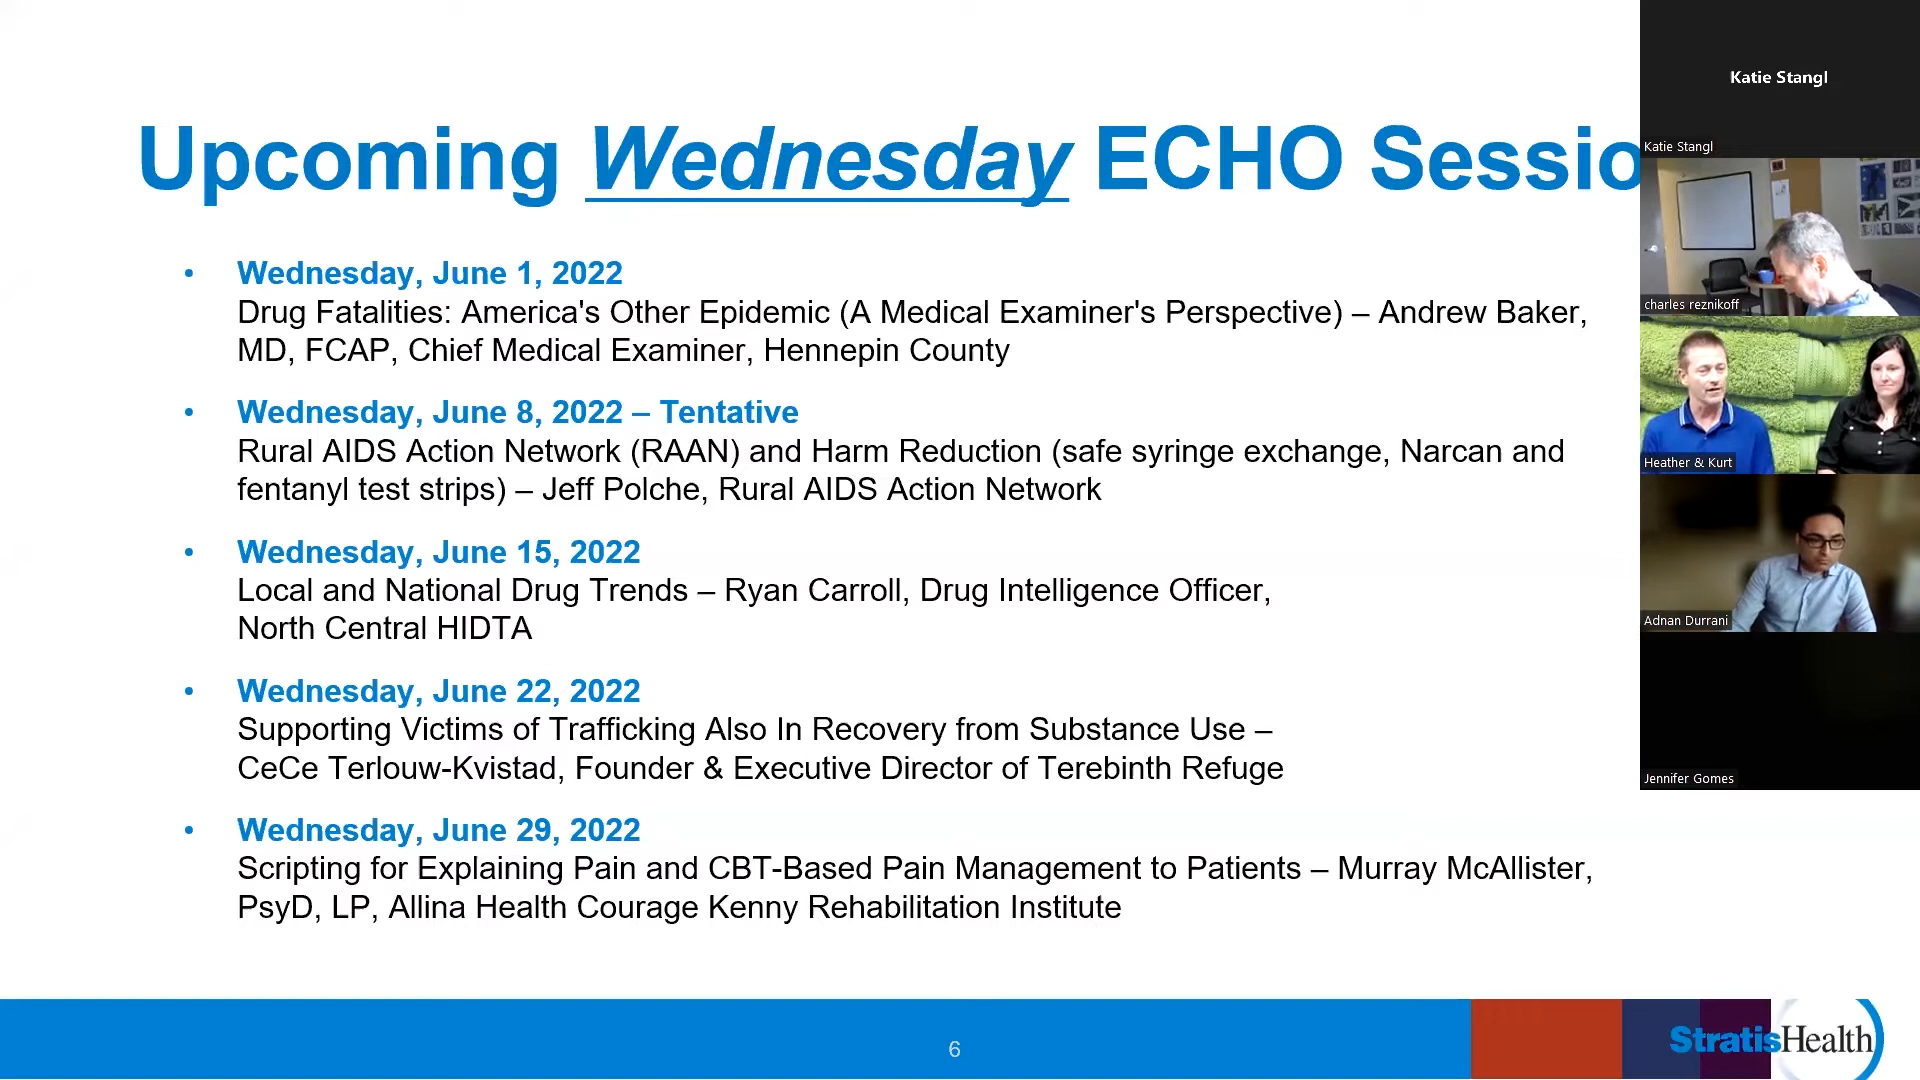 Upcoming Wednesday ECHO Sessio
• Wednesday, June 1, 2022
Drug Fatalities: America's Other Epidemic (A Medical Examiner's Perspective) – Andrew Baker,
MD, FCAP, Chief Medical Examiner, Hennepin County
• Wednesday, June 8, 2022 – Tentative
Rural AIDS Action Network (RAAN) and Harm Reduction (safe syringe exchange, Narcan and
fentanyl test strips) – Jeff Polche, Rural AIDS Action Network
• Wednesday, June 15, 2022
Local and National Drug Trends – Ryan Carroll, Drug Intelligence Officer,
North Central HIDTA
• Wednesday, June 22, 2022
Supporting Victims of Trafficking Also In Recovery from Substance Use –
CeCe Terlouw-Kvistad, Founder & Executive Director of Terebinth Refuge
• Wednesday, June 29, 2022
Scripting for Explaining Pain and CBT-Based Pain Management to Patients – Murray McAllister,
PsyD, LP, Allina Health Courage Kenny Rehabilitation Institute
6
StratisHealth
Katie Stangl
Katie Stangl
charles reznikoff
Heather & Kurt
Adnan Durrani
Jennifer Gomes